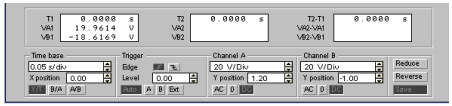 T1 0.0000 s T2 0.0000 s T2-T1 0.0000 s
VA1 19.9614 V VA2 VA2-VA1
VB1 -18.6169 V VB2 VB2-VB1
Time base Trigger Channel A Channel B
0.05 s/div Edge 20 V/Div 20 V/Div Reduce
X position 0.00 Level 0.00 Y position 1.20 Y position -1.00 Reverse
Y/T B/A A/B Auto A B Ext AC 0 DC AC 0 DC Save